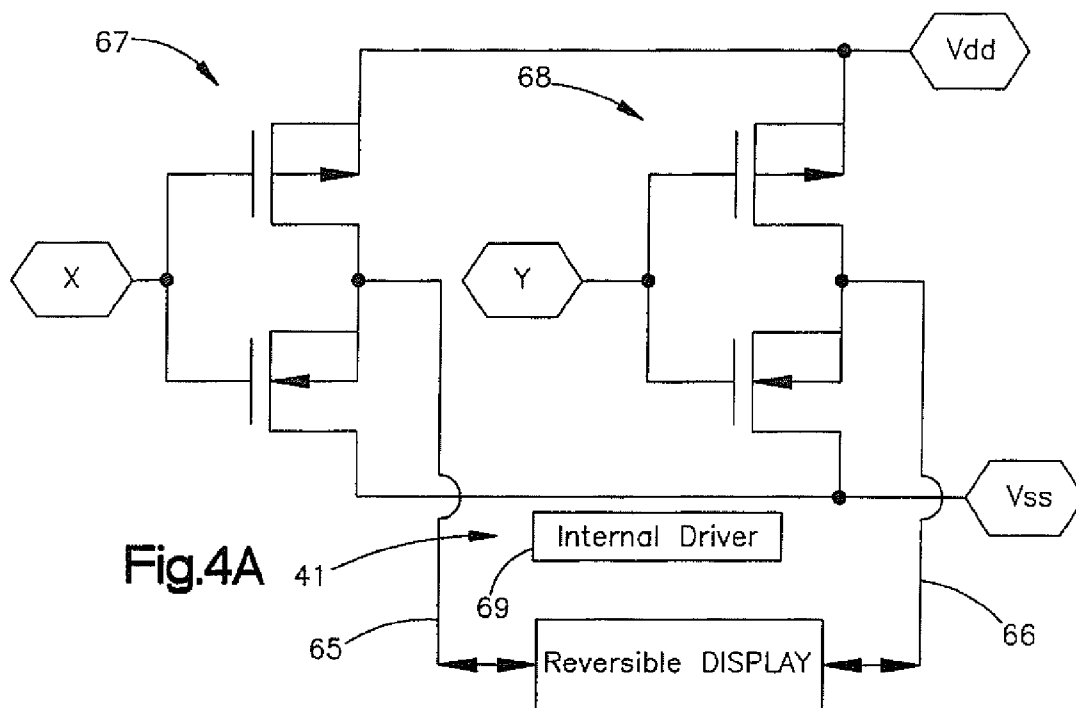 67
Vdd
68
X
Y
Vss
Internal Driver
Fig.4A
41
69
65
66
Reversible DISPLAY